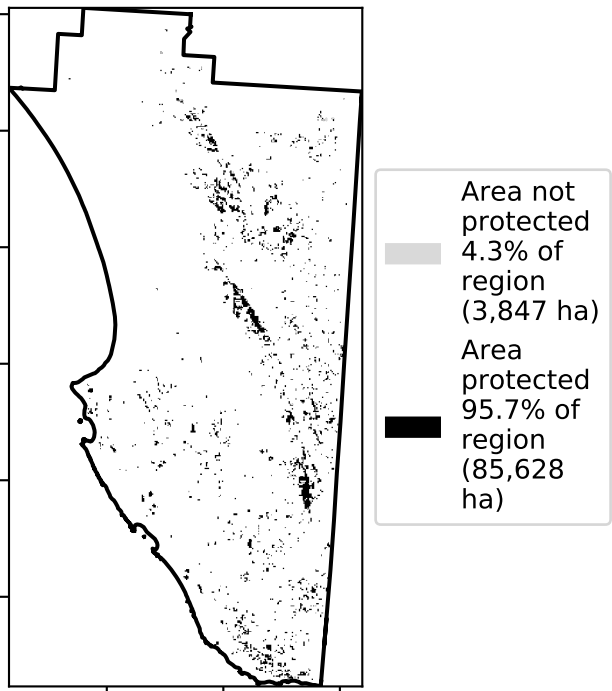 Area not
protected
4.3% of
region
(3,847 ha)
Area
protected
95.7% of
region
(85,628
ha)